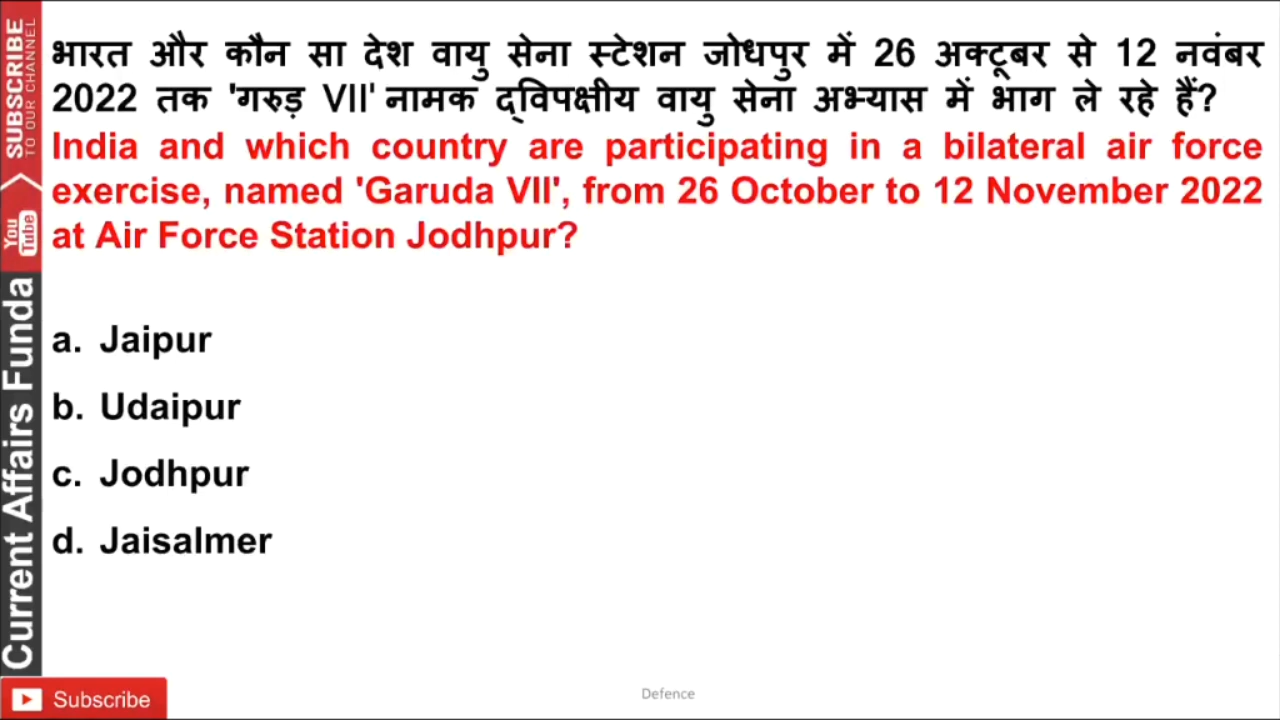 भारत और कौन सा देश वायु सेना स्टेशन जोधपुर में 26 अक्टूबर से 12 नवंबर
2022 तक 'गरुड़ VII' नामक द्विपक्षीय वायु सेना अभ्यास में भाग ले रहे हैं?
India and which country are participating in a bilateral air force
exercise, named 'Garuda VII', from 26 October to 12 November 2022
at Air Force Station Jodhpur?
a. Jaipur
b. Udaipur
c. Jodhpur
d. Jaisalmer
SUBSCRIBE
TO OUR CHANNEL
You
Tube
Current Affairs Funda
Subscribe
Defence